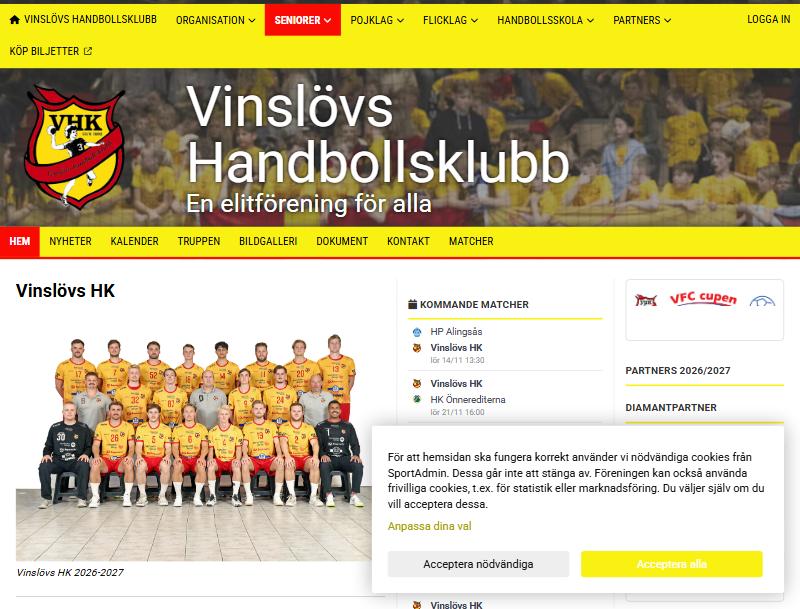 VINSLÖVS HANDBOLLSKLUBB
ORGANISATION
SENIORER
POJKLAG
FLICKLAG
HANDBOLLSSKOLA
PARTNERS
LOGGA IN
KÖP BILJETTER
VHK
Vinslövs
Handbollsklubb
En elitförening för alla
HEM
NYHETER
KALENDER
TRUPPEN
BILDGALLERI
DOKUMENT
KONTAKT
MATCHER
Vinslövs HK
Vinslövs HK 2026-2027
KOMMANDE MATCHER
HP Alingsås
Vinslövs HK
lör 14/11 13:30
Vinslövs HK
HK Önnerediterna
lör 21/11 16:00
Vinslövs HK
VFC cupen
PARTNERS 2026/2027
DIAMANTPARTNER
För att hemsidan ska fungera korrekt använder vi nödvändiga cookies från
SportAdmin. Dessa går inte att stänga av. Föreningen kan också använda
frivilliga cookies, t.ex. för statistik eller marknadsföring. Du väljer själv om du
vill acceptera dessa.
Anpassa dina val
Acceptera nödvändiga
Acceptera alla